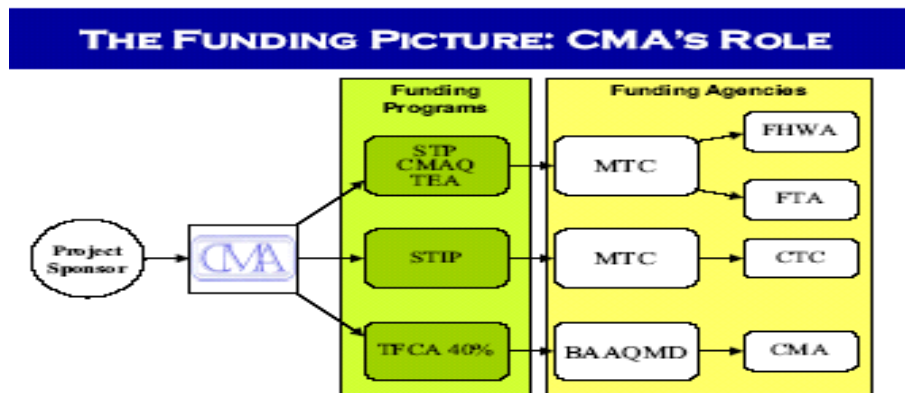 THE FUNDING PICTURE: CMA'S ROLE
Funding
Programs
Funding Agencies
STP
CMAQ
TEA
MTC
FHWA
FTA
Project
Sponsor
CMA
STIP
MTC
CTC
TFCA 40%
BAAQMD
CMA